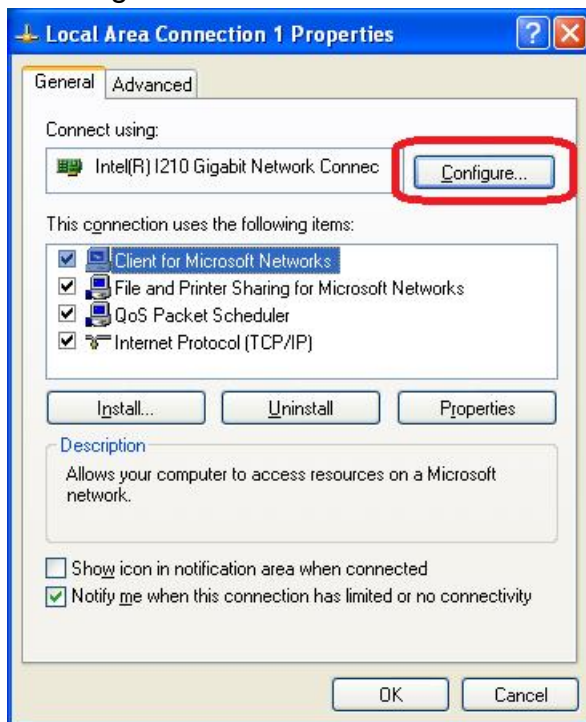 Local Area Connection 1 Properties
General Advanced
Connect using:
Intel(R) I210 Gigabit Network Connec Configure...
This connection uses the following items:
Client for Microsoft Networks
File and Printer Sharing for Microsoft Networks
QoS Packet Scheduler
Internet Protocol (TCP/IP)
Install... Uninstall Properties
Description
Allows your computer to access resources on a Microsoft
network.
Show icon in notification area when connected
Notify me when this connection has limited or no connectivity
OK Cancel